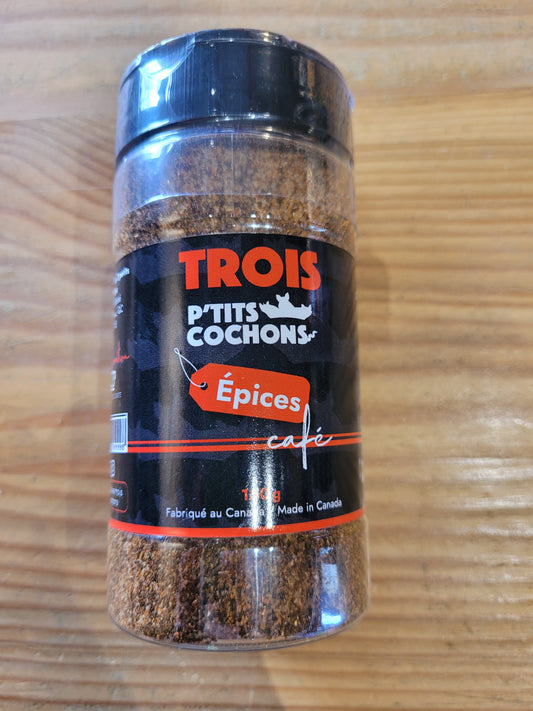 TROIS
P'TITS
COCHONS
Épices
café
Fabriqué au Canada / Made in Canada